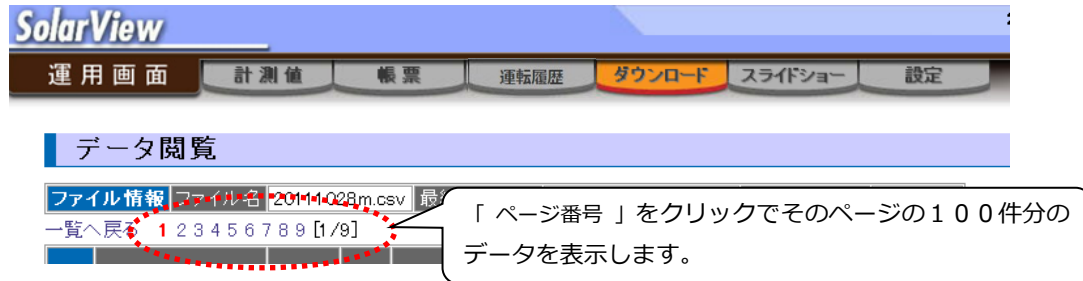 SolarView
運用画面 計測値 帳票 運転履歴 ダウンロード スライドショー 設定
データ閲覧
ファイル情報 ファイル名 20111028m.csv 最
一覧へ戻る 1 2 3 4 5 6 7 8 9 [1/9]
「 ページ番号 」をクリックでそのページの１００件分の
データを表示します。